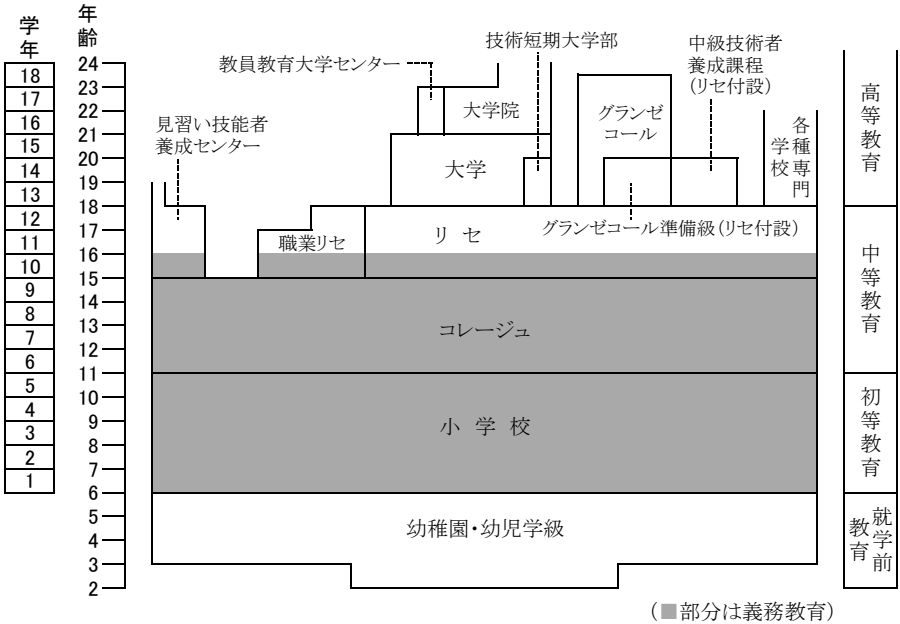 学年
年齢
18
17
16
15
14
13
12
11
10
9
8
7
6
5
4
3
2
1
24
23
22
21
20
19
18
17
16
15
14
13
12
11
10
9
8
7
6
5
4
3
2
教員教育大学センター
技術短期大学部
中級技術者
養成課程
(リセ付設)
見習い技能者
養成センター
大学院
大学
グランゼ
コール
各種専門
学校
職業リセ
リセ
グランゼコール準備級(リセ付設)
コレージュ
小学校
幼稚園・幼児学級
高等教育
中等教育
初等教育
就学前
教育
(■部分は義務教育)